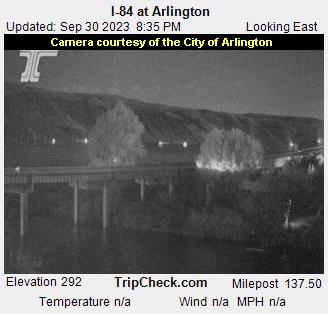 I-84 at Arlington
Updated: Sep 30 2023 8:35 PM Looking East
Camera courtesy of the City of Arlington
Elevation 292 TripCheck.com Milepost 137.50
Temperature n/a Wind n/a MPH n/a